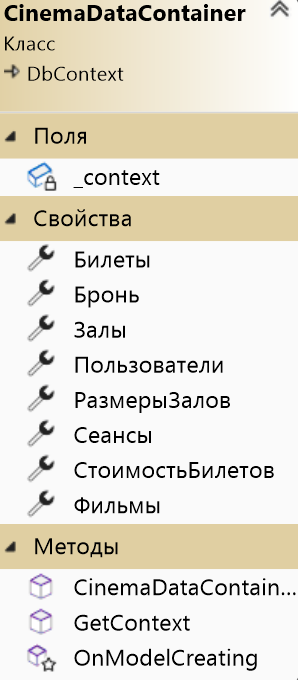 CinemaDataContainer
Класс
DbContext
Поля
_context
Свойства
Билеты
Бронь
Залы
Пользователи
РазмерыЗалов
Сеансы
СтоимостьБилетов
Фильмы
Методы
CinemaDataContain...
GetContext
OnModelCreating